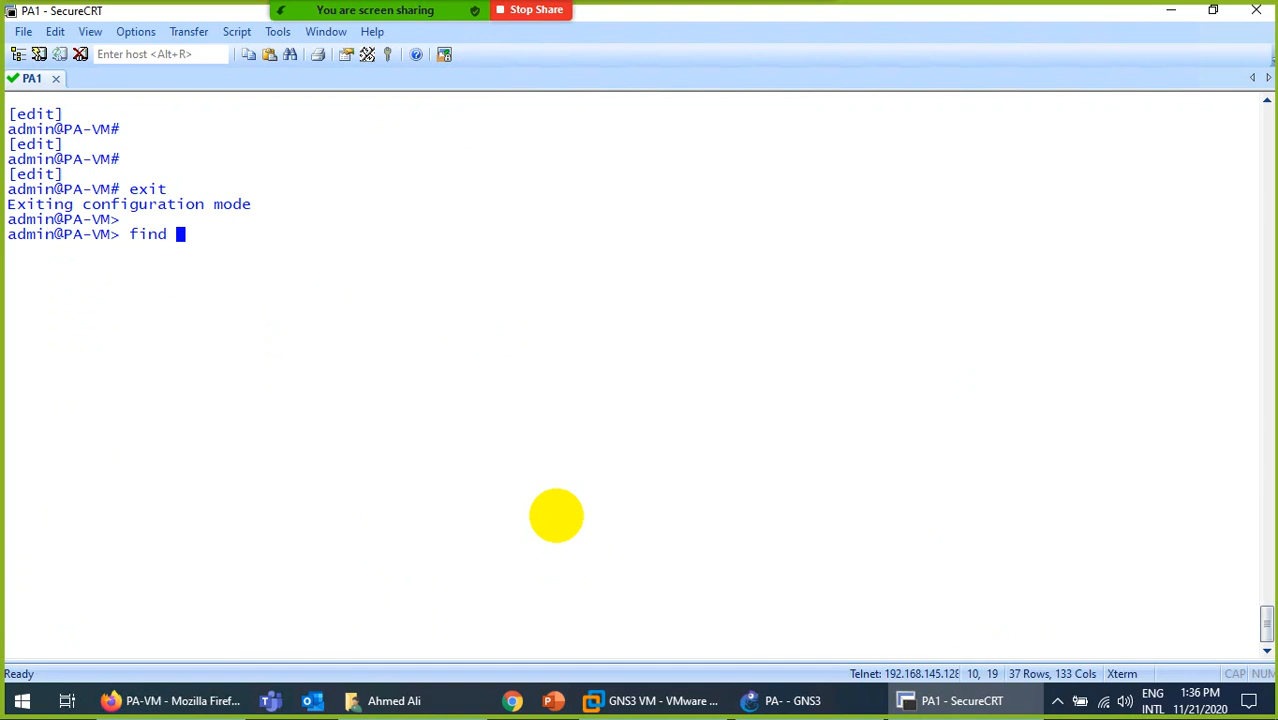 PA1 - SecureCRT
You are screen sharing
Stop Share
File Edit View Options Transfer Script Tools Window Help
Enter host <Alt+R>
PA1
[edit]
admin@PA-VM#
[edit]
admin@PA-VM#
[edit]
admin@PA-VM# exit
Exiting configuration mode
admin@PA-VM>
admin@PA-VM> find
Ready
Telnet: 192.168.145.128 10, 19 37 Rows, 133 Cols Xterm CAP NUM
PA-VM - Mozilla Firef...
Ahmed Ali
GNS3 VM - VMware ...
PA- - GNS3
PA1 - SecureCRT
ENG
INTL
1:36 PM
11/21/2020